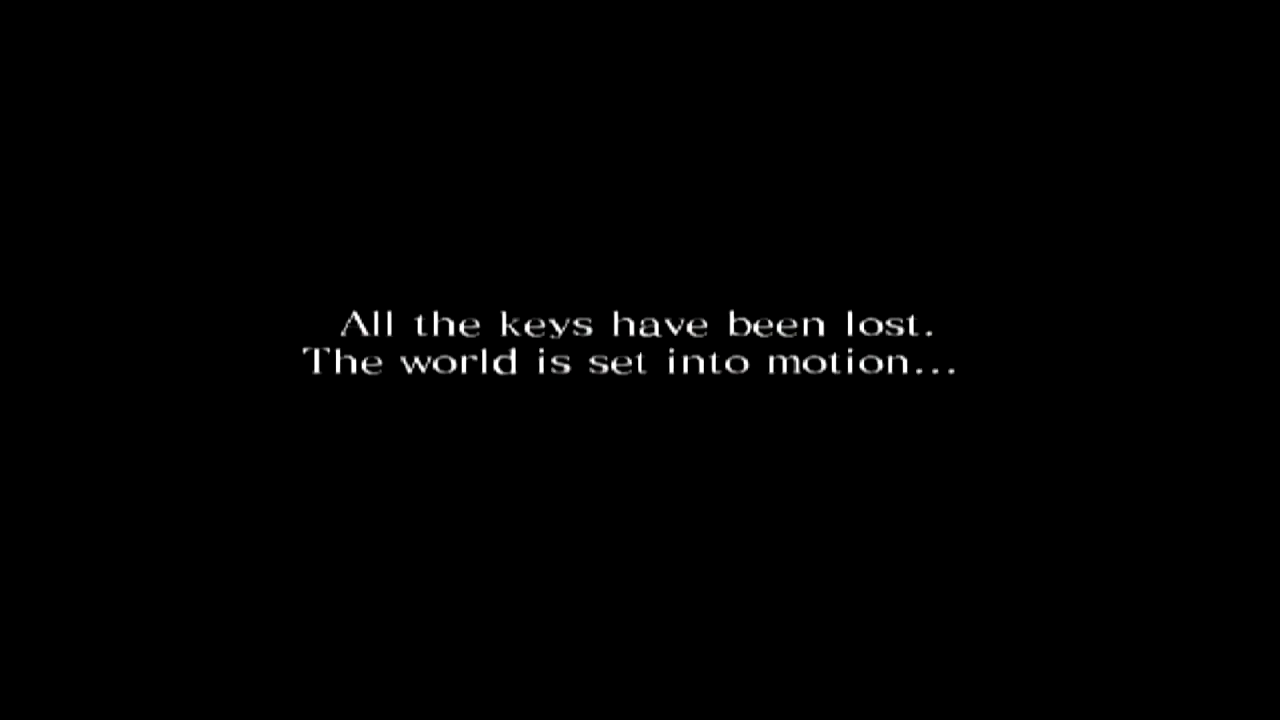 All the keys have been lost.
The world is set into motion...